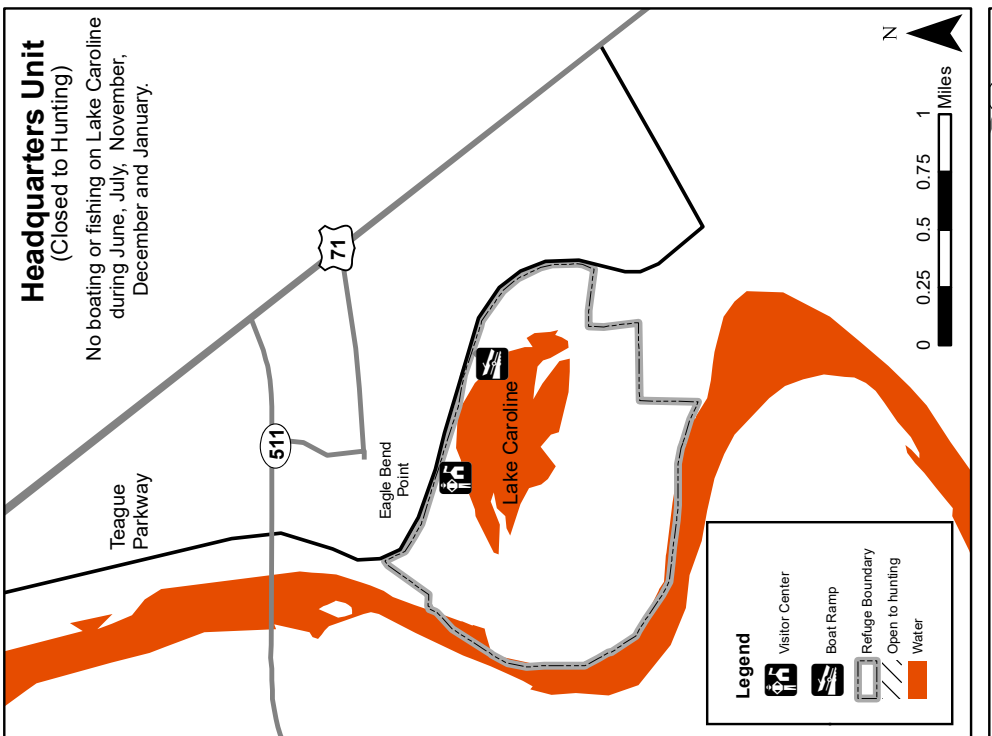 Headquarters Unit
(Closed to Hunting)
No boating or fishing on Lake Caroline
during June, July, November,
December and January.
N
71
511
Teague
Parkway
Eagle Bend
Point
Lake Caroline
0 0.25 0.5 0.75 1
Miles
Legend
Visitor Center
Boat Ramp
Refuge Boundary
Open to hunting
Water